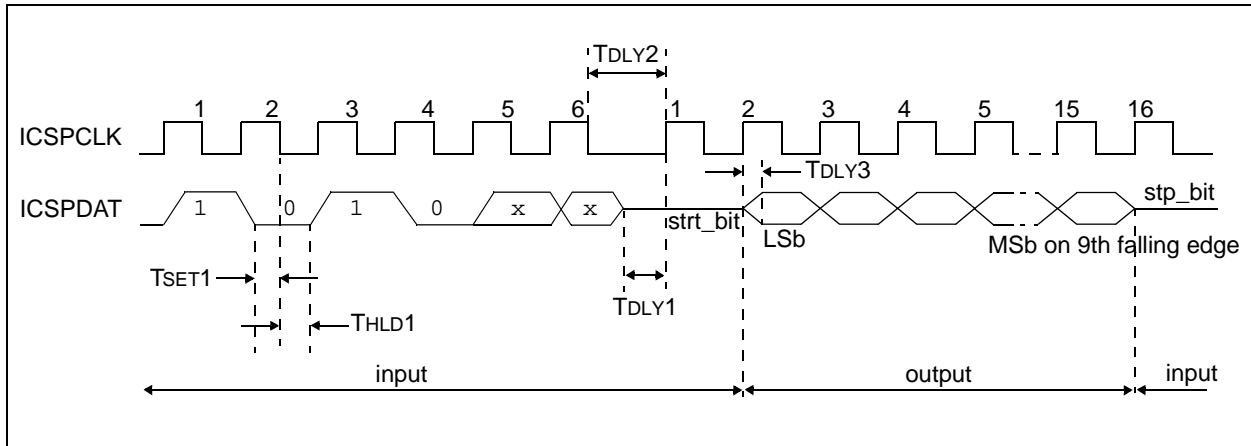 TDLY2
1 2 3 4 5 6 1 2 3 4 5 15 16
ICSPCLK
TDLY3
ICSPDAT
1 0 1 0 x x strt_bit LSb stp_bit
MSb on 9th falling edge
TSET1
TDLY1
THLD1
input output input